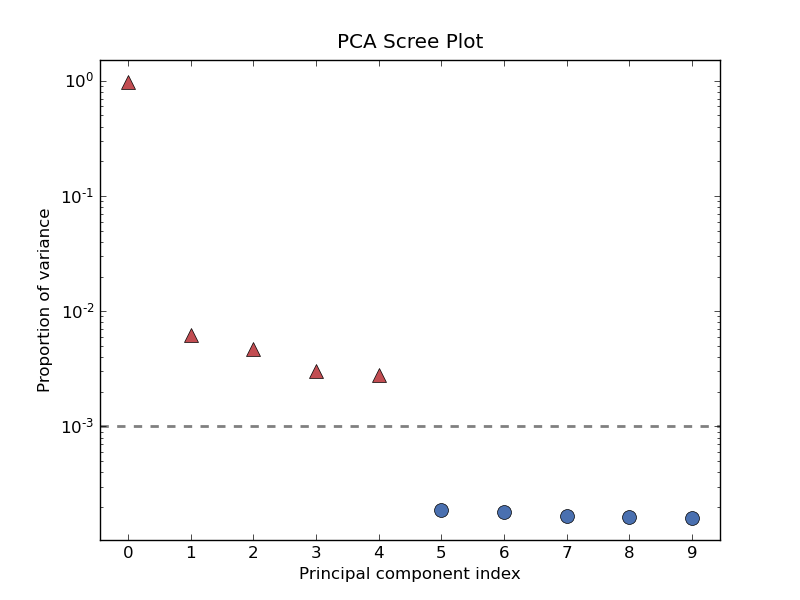 PCA Scree Plot
Proportion of variance
10^0
10^-1
10^-2
10^-3
0 1 2 3 4 5 6 7 8 9
Principal component index